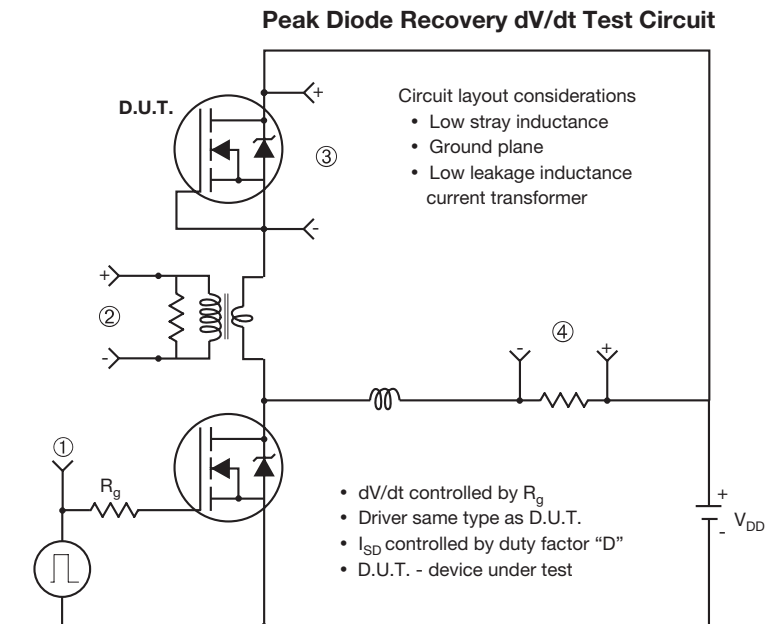 Peak Diode Recovery dV/dt Test Circuit
D.U.T.
+
Circuit layout considerations
• Low stray inductance
• Ground plane
• Low leakage inductance
current transformer
③
-
+
②
-
④
-
+
①
Rg
• dV/dt controlled by Rg
• Driver same type as D.U.T.
• ISD controlled by duty factor “D”
• D.U.T. - device under test
+
VDD
-